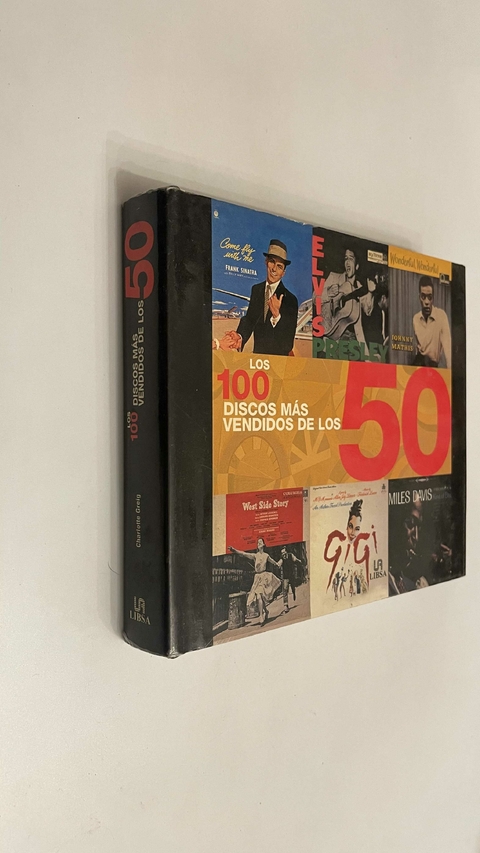 LOS
100 DISCOS MÁS
VENDIDOS DE LOS
50
Charlotte Greig
LIBSA
Come fly
with me
FRANK SINATRA
ELVIS
PRESLEY
Wonderful, Wonderful
JOHNNY
MATHIS
LOS
100
DISCOS MÁS
VENDIDOS DE LOS
50
West Side Story
GiGi
LIBSA
MILES DAVIS